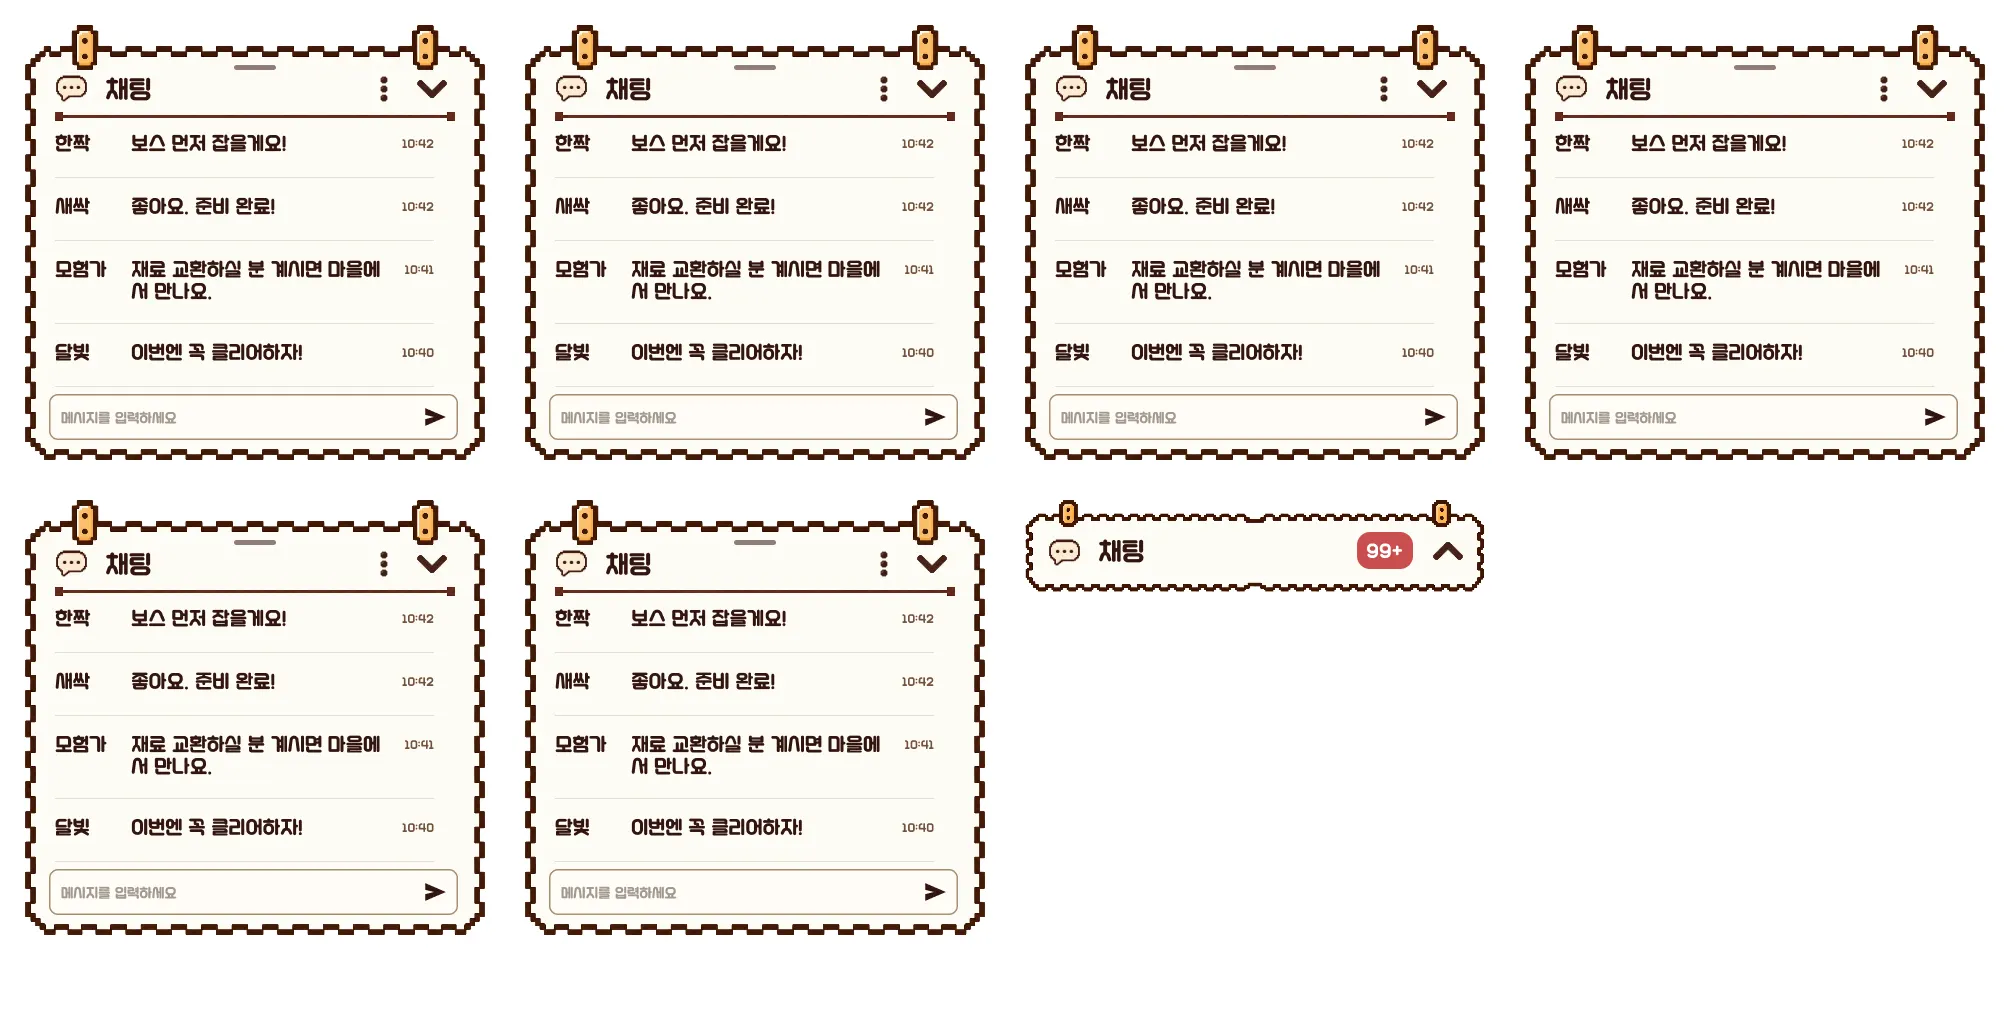 채팅
한짝 보스 먼저 잡을게요! 10:42
새싹 좋아요. 준비 완료! 10:42
모험가 재료 교환하실 분 계시면 마을에 10:41
서 만나요.
달빛 이번엔 꼭 클리어하자! 10:40
메시지를 입력하세요
채팅
한짝 보스 먼저 잡을게요! 10:42
새싹 좋아요. 준비 완료! 10:42
모험가 재료 교환하실 분 계시면 마을에 10:41
서 만나요.
달빛 이번엔 꼭 클리어하자! 10:40
메시지를 입력하세요
채팅
한짝 보스 먼저 잡을게요! 10:42
새싹 좋아요. 준비 완료! 10:42
모험가 재료 교환하실 분 계시면 마을에 10:41
서 만나요.
달빛 이번엔 꼭 클리어하자! 10:40
메시지를 입력하세요
채팅
한짝 보스 먼저 잡을게요! 10:42
새싹 좋아요. 준비 완료! 10:42
모험가 재료 교환하실 분 계시면 마을에 10:41
서 만나요.
달빛 이번엔 꼭 클리어하자! 10:40
메시지를 입력하세요
채팅
한짝 보스 먼저 잡을게요! 10:42
새싹 좋아요. 준비 완료! 10:42
모험가 재료 교환하실 분 계시면 마을에 10:41
서 만나요.
달빛 이번엔 꼭 클리어하자! 10:40
메시지를 입력하세요
채팅
한짝 보스 먼저 잡을게요! 10:42
새싹 좋아요. 준비 완료! 10:42
모험가 재료 교환하실 분 계시면 마을에 10:41
서 만나요.
달빛 이번엔 꼭 클리어하자! 10:40
메시지를 입력하세요
채팅 99+